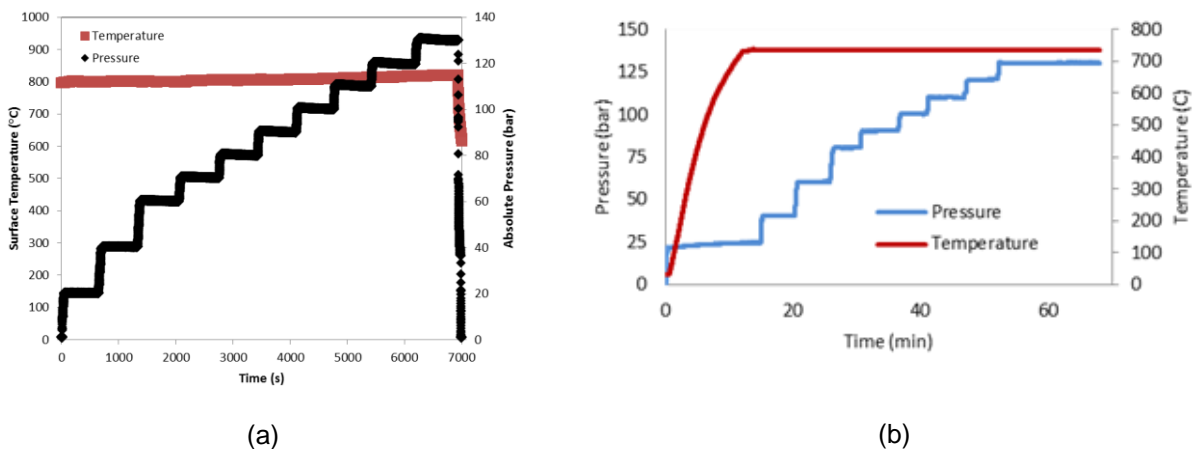 1000
900
800
700
600
500
400
300
200
100
0
Surface Temperature (°C)
Temperature
Pressure
140
120
100
80
60
40
20
0
Absolute Pressure (bar)
0 1000 2000 3000 4000 5000 6000 7000
Time (s)
(a)
150
125
100
75
50
25
0
Pressure (bar)
Pressure
Temperature
800
700
600
500
400
300
200
100
0
Temperature (C)
0 20 40 60
Time (min)
(b)